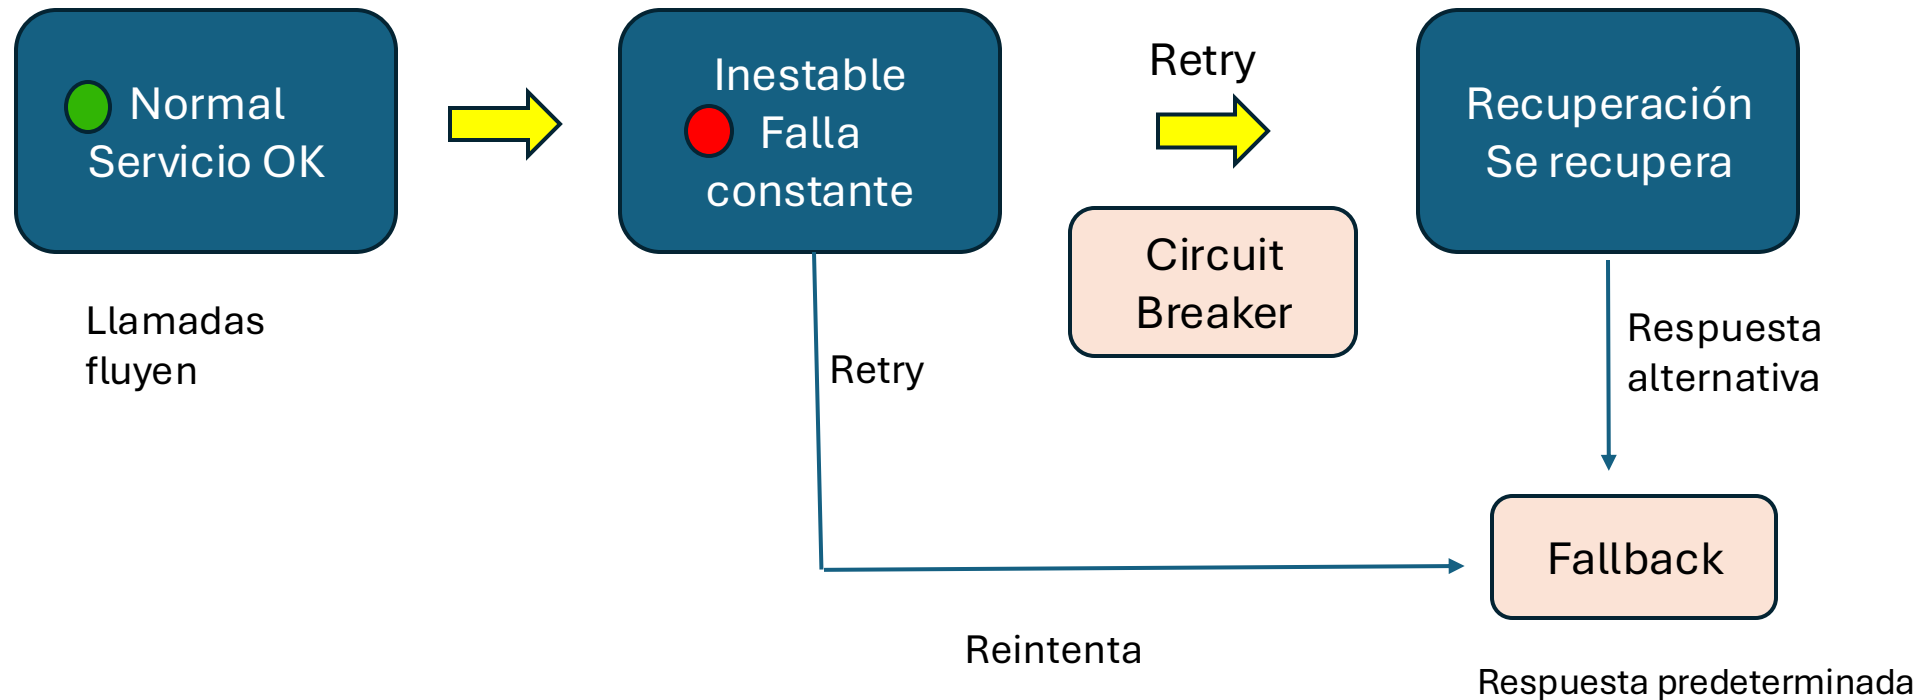 Normal
Servicio OK
Inestable
Falla
constante
Retry
Recuperación
Se recupera
Circuit
Breaker
Llamadas
fluyen
Retry
Respuesta
alternativa
Fallback
Reintenta
Respuesta predeterminada